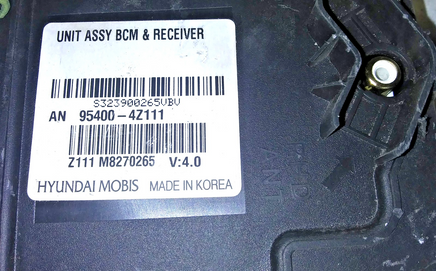 UNIT ASSY BCM & RECEIVER
S323900265VBV
AN 95400-4Z111
Z111 M8270265 V:4.0
HYUNDAI MOBIS MADE IN KOREA